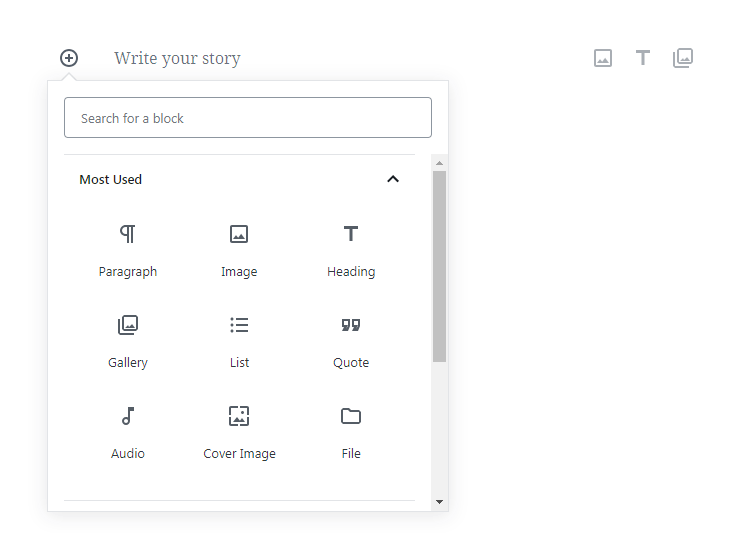 Write your story
Search for a block
Most Used
Paragraph
Image
Heading
Gallery
List
Quote
Audio
Cover Image
File